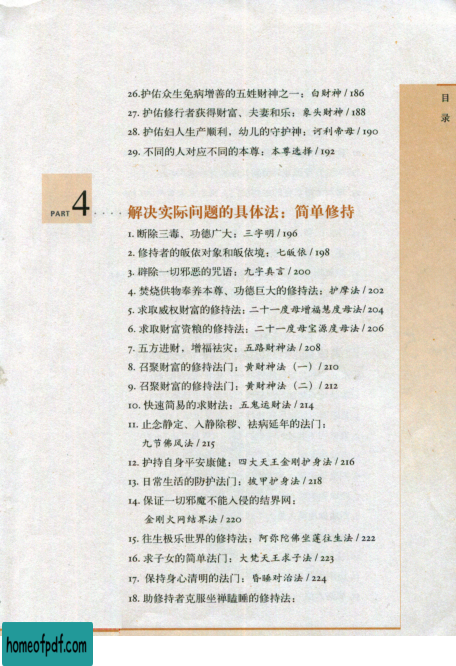 26.护佑众生免病增善的五姓财神之一：白财神/186
27. 护佑修行者获得财富、夫妻和乐：象头财神/188
28. 护佑妇人生产顺利，幼儿的守护神：诃利帝母/190
29. 不同的人对应不同的本尊：本尊选择/192
目录
PART 4 ····· 解决实际问题的具体法：简单修持
1. 断除三毒、功德广大：三字明/196
2. 修持者的皈依对象和皈依境：七皈依/198
3. 辟除一切邪恶的咒语：九字真言/200
4. 焚烧供物奉养本尊、功德巨大的修持法：护摩法/202
5. 求取威权财富的修持法：二十一度母增福慧度母法/204
6. 求取财富资粮的修持法：二十一度母宝源度母法/206
7. 五方进财，增福祛灾：五路财神法/208
8. 召聚财富的修持法门：黄财神法（一）/210
9. 召聚财富的修持法门：黄财神法（二）/212
10. 快速简易的求财法：五鬼运财法/214
11. 止念静定、入静除秽、祛病延年的法门：
九节佛风法/215
12. 护持自身平安康健：四大天王金刚护身法/216
13. 日常生活的防护法门：披甲护身法/218
14. 保证一切邪魔不能入侵的结界网：
金刚火网结界法/220
15. 往生极乐世界的修持法：阿弥陀佛坐莲往生法/222
16. 求子女的简单法门：大梵天王求子法/223
17. 保持身心清明的法门：昏睡对治法/224
18. 助修持者克服坐禅瞌睡的修持法：
homeofpdf.com
homeofpdf.com